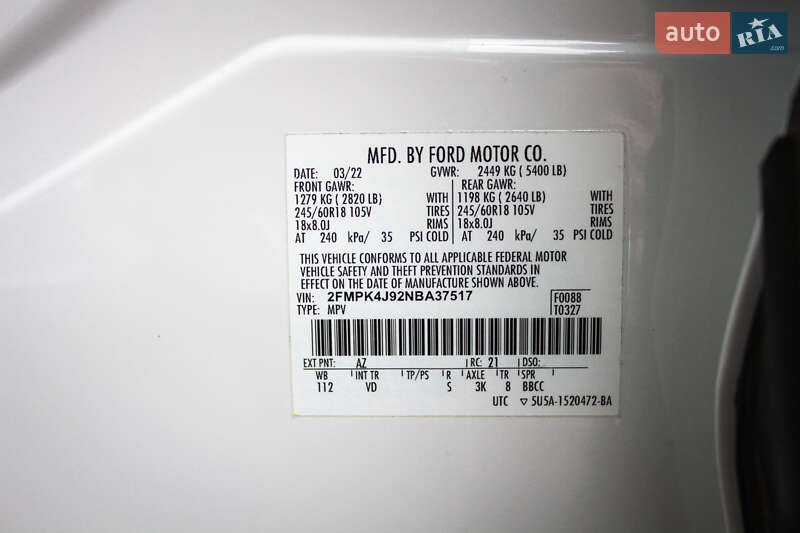 auto RIA.com
MFD. BY FORD MOTOR CO.
DATE: 03/22 GVWR: 2449 KG ( 5400 LB)
FRONT GAWR: REAR GAWR:
1279 KG ( 2820 LB) WITH 1198 KG ( 2640 LB) WITH
245/60R18 105V TIRES 245/60R18 105V TIRES
18x8.0J RIMS 18x8.0J RIMS
AT 240 kPa/ 35 PSI COLD AT 240 kPa/ 35 PSI COLD
THIS VEHICLE CONFORMS TO ALL APPLICABLE FEDERAL MOTOR
VEHICLE SAFETY AND THEFT PREVENTION STANDARDS IN
EFFECT ON THE DATE OF MANUFACTURE SHOWN ABOVE.
VIN: 2FMPK4J92NBA37517 F0088
TYPE: MPV T0327
EXT PNT: AZ RC: 21 DSO:
WB INT TR TP/PS R AXLE TR SPR
112 VD S 3K 8 BBCC
UTC ▽ 5U5A-1520472-BA